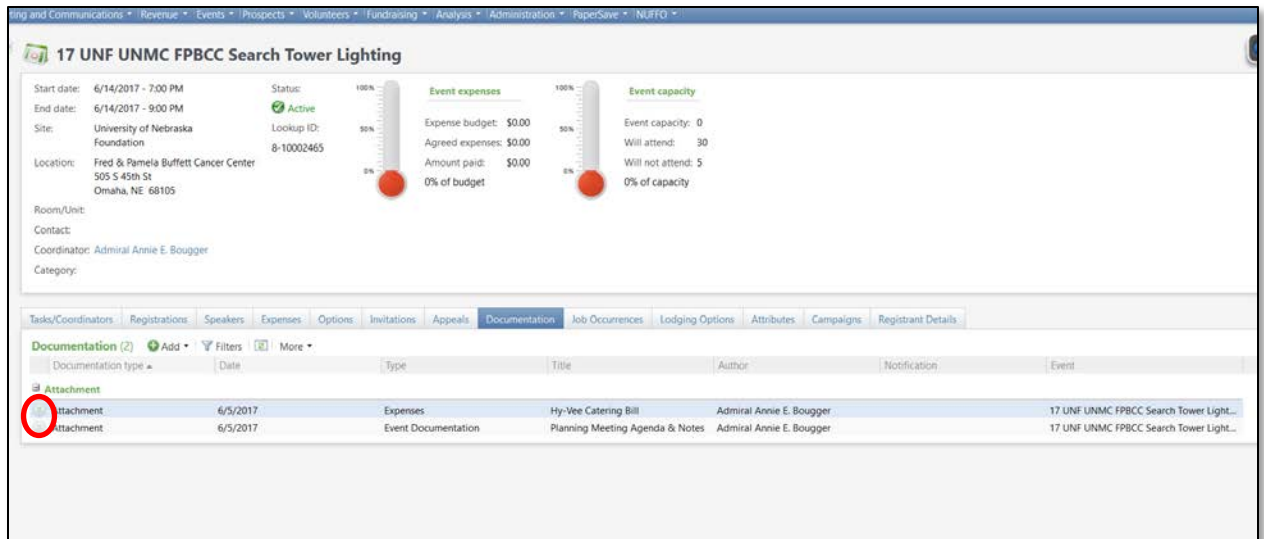 ting and Communications Revenue Events Prospects Volunteers Fundraising Analysis Administration PaperSave NUFFO
17 UNF UNMC FPBCC Search Tower Lighting
Start date: 6/14/2017 - 7:00 PM
End date: 6/14/2017 - 9:00 PM
Site: University of Nebraska
Foundation
Location: Fred & Pamela Buffett Cancer Center
505 S 45th St
Omaha, NE 68105
Room/Unit:
Contact:
Coordinator: Admiral Annie E. Bougger
Category:
Status:
Active
Lookup ID:
8-10002465
100%
50%
0%
Event expenses
Expense budget: $0.00
Agreed expenses: $0.00
Amount paid: $0.00
0% of budget
100%
50%
0%
Event capacity
Event capacity: 0
Will attend: 30
Will not attend: 5
0% of capacity
Tasks/Coordinators Registrations Speakers Expenses Options Invitations Appeals Documentation Job Occurrences Lodging Options Attributes Campaigns Registrant Details
Documentation (2) Add Filters More
Documentation type Date Type Title Author Notification Event
Attachment
Attachment 6/5/2017 Expenses Hy-Vee Catering Bill Admiral Annie E. Bougger 17 UNF UNMC FPBCC Search Tower Light...
Attachment 6/5/2017 Event Documentation Planning Meeting Agenda & Notes Admiral Annie E. Bougger 17 UNF UNMC FPBCC Search Tower Light...